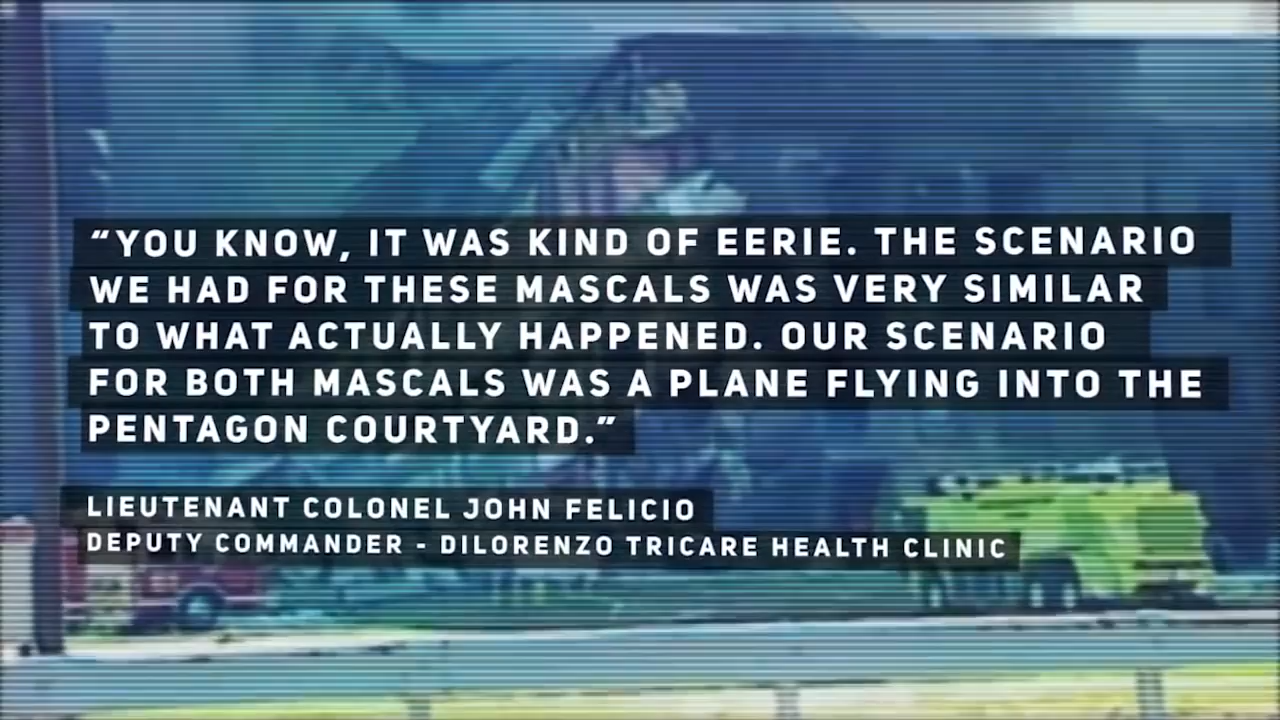 “YOU KNOW, IT WAS KIND OF EERIE. THE SCENARIO
WE HAD FOR THESE MASCALS WAS VERY SIMILAR
TO WHAT ACTUALLY HAPPENED. OUR SCENARIO
FOR BOTH MASCALS WAS A PLANE FLYING INTO THE
PENTAGON COURTYARD.”
LIEUTENANT COLONEL JOHN FELICIO
DEPUTY COMMANDER - DILORENZO TRICARE HEALTH CLINIC